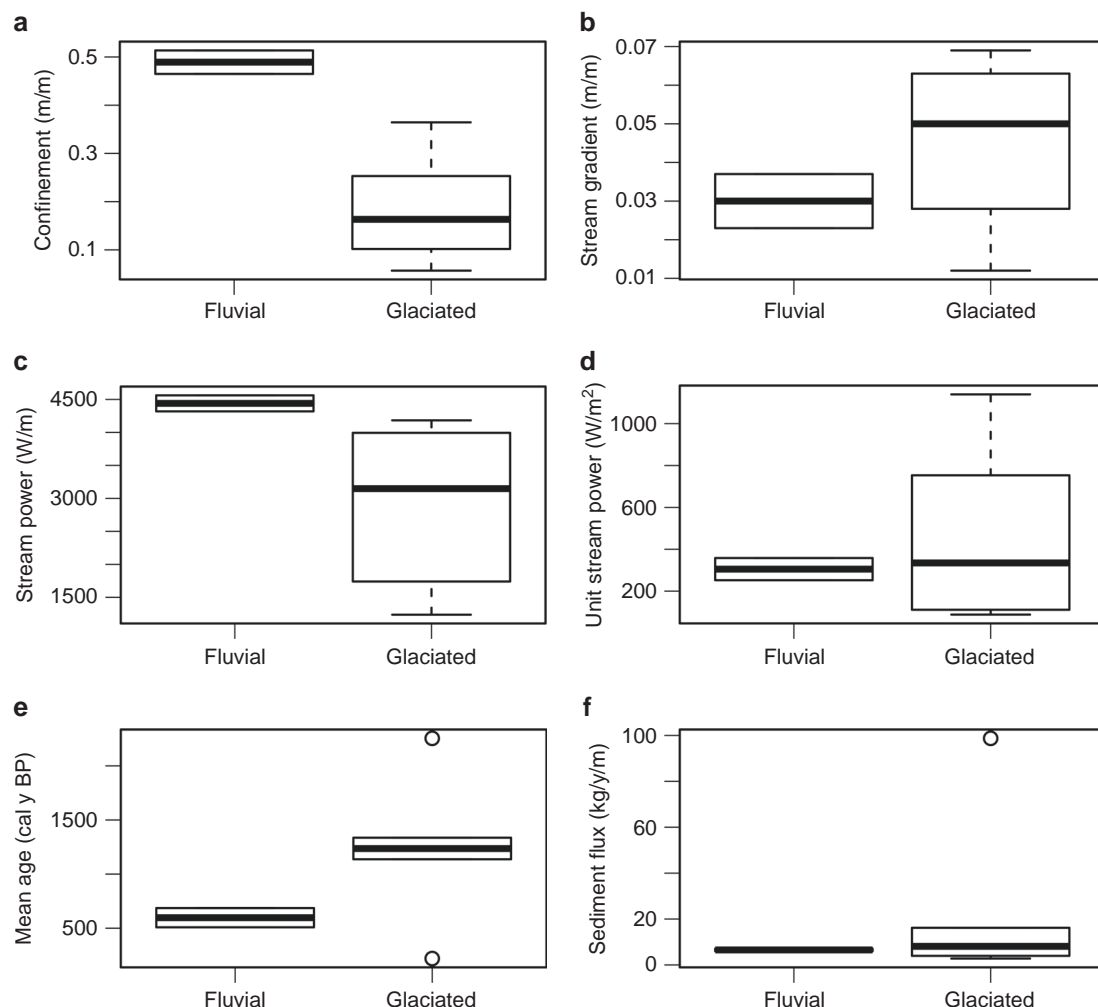 a
Confinement (m/m)
0.5
0.3
0.1
Fluvial Glaciated
b
Stream gradient (m/m)
0.07
0.05
0.03
0.01
Fluvial Glaciated
c
Stream power (W/m)
4500
3000
1500
Fluvial Glaciated
d
Unit stream power (W/m²)
1000
600
200
Fluvial Glaciated
e
Mean age (cal y BP)
1500
500
Fluvial Glaciated
f
Sediment flux (kg/y/m)
100
60
20
0
Fluvial Glaciated